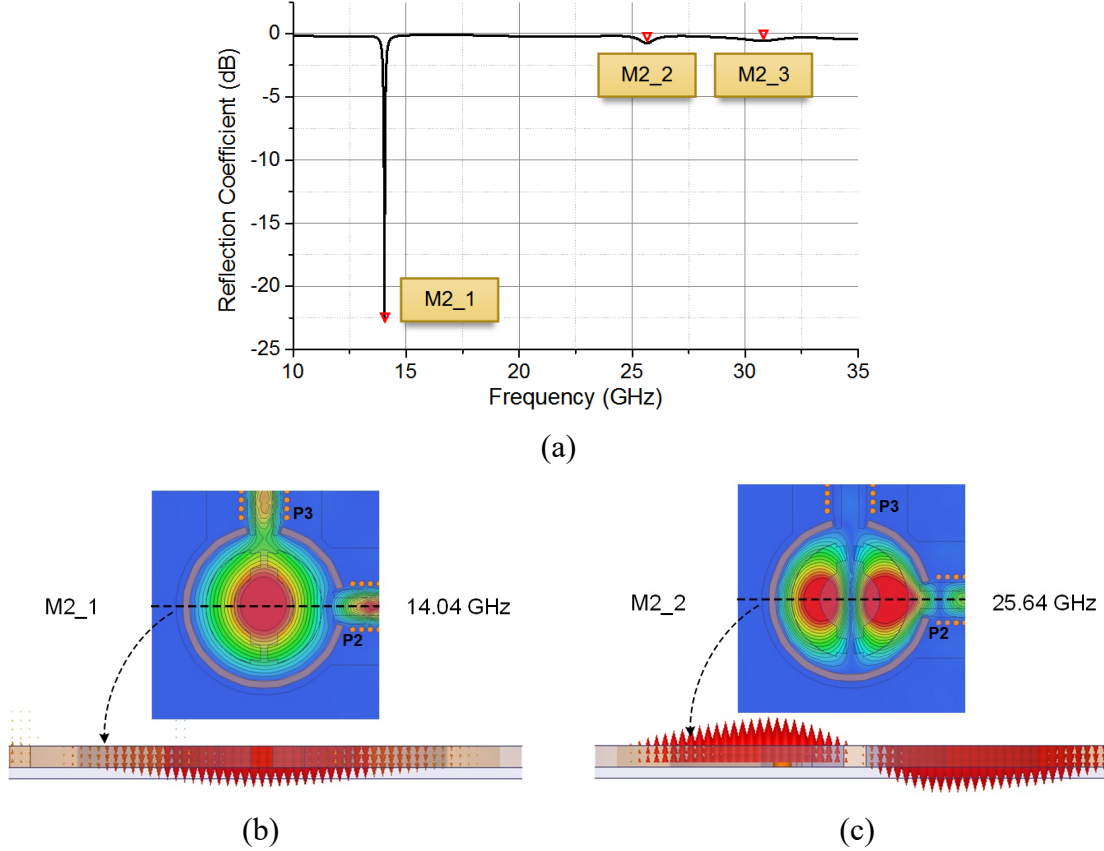 0
-5
-10
-15
-20
-25
Reflection Coefficient (dB)
M2_2
M2_3
M2_1
10 15 20 25 30 35
Frequency (GHz)
(a)
P3
M2_1
14.04 GHz
P2
P3
M2_2
25.64 GHz
P2
(b)
(c)